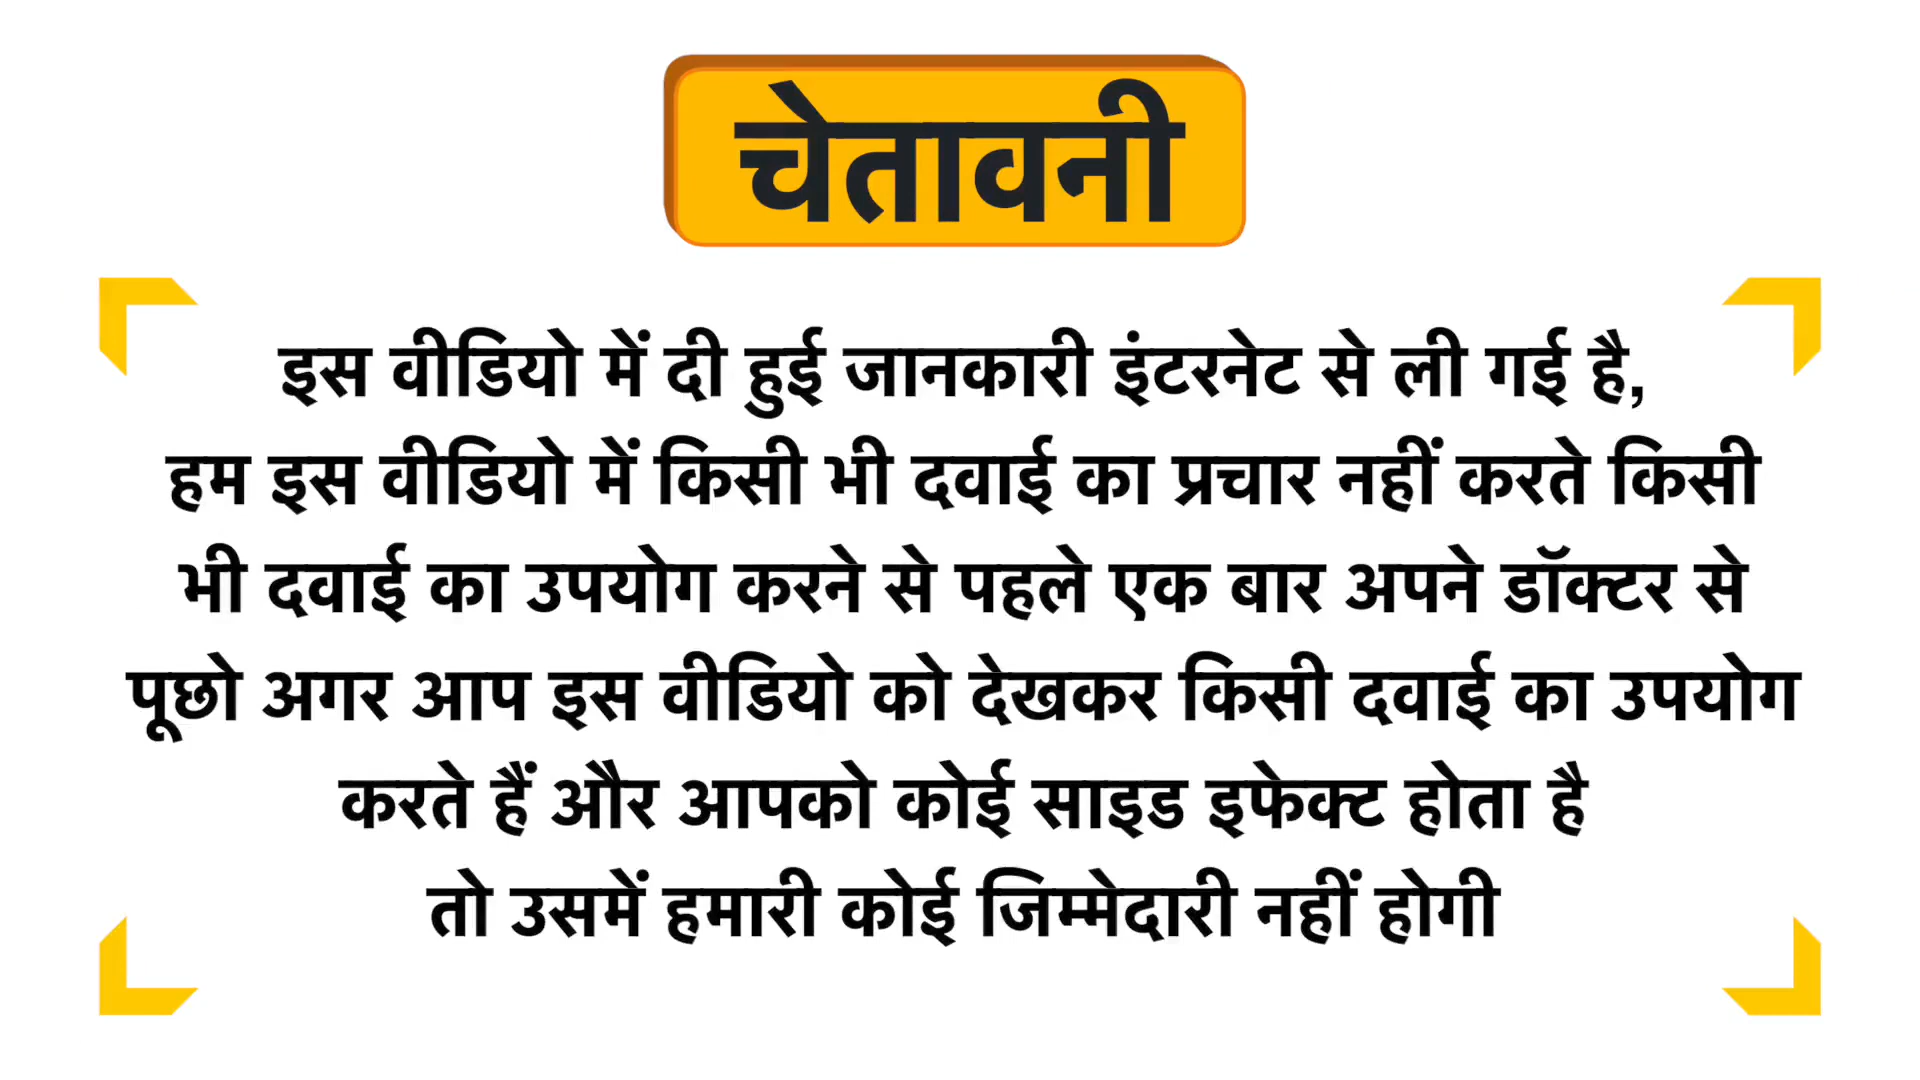 चेतावनी
इस वीडियो में दी हुई जानकारी इंटरनेट से ली गई है,
हम इस वीडियो में किसी भी दवाई का प्रचार नहीं करते किसी
भी दवाई का उपयोग करने से पहले एक बार अपने डॉक्टर से
पूछो अगर आप इस वीडियो को देखकर किसी दवाई का उपयोग
करते हैं और आपको कोई साइड इफेक्ट होता है
तो उसमें हमारी कोई जिम्मेदारी नहीं होगी